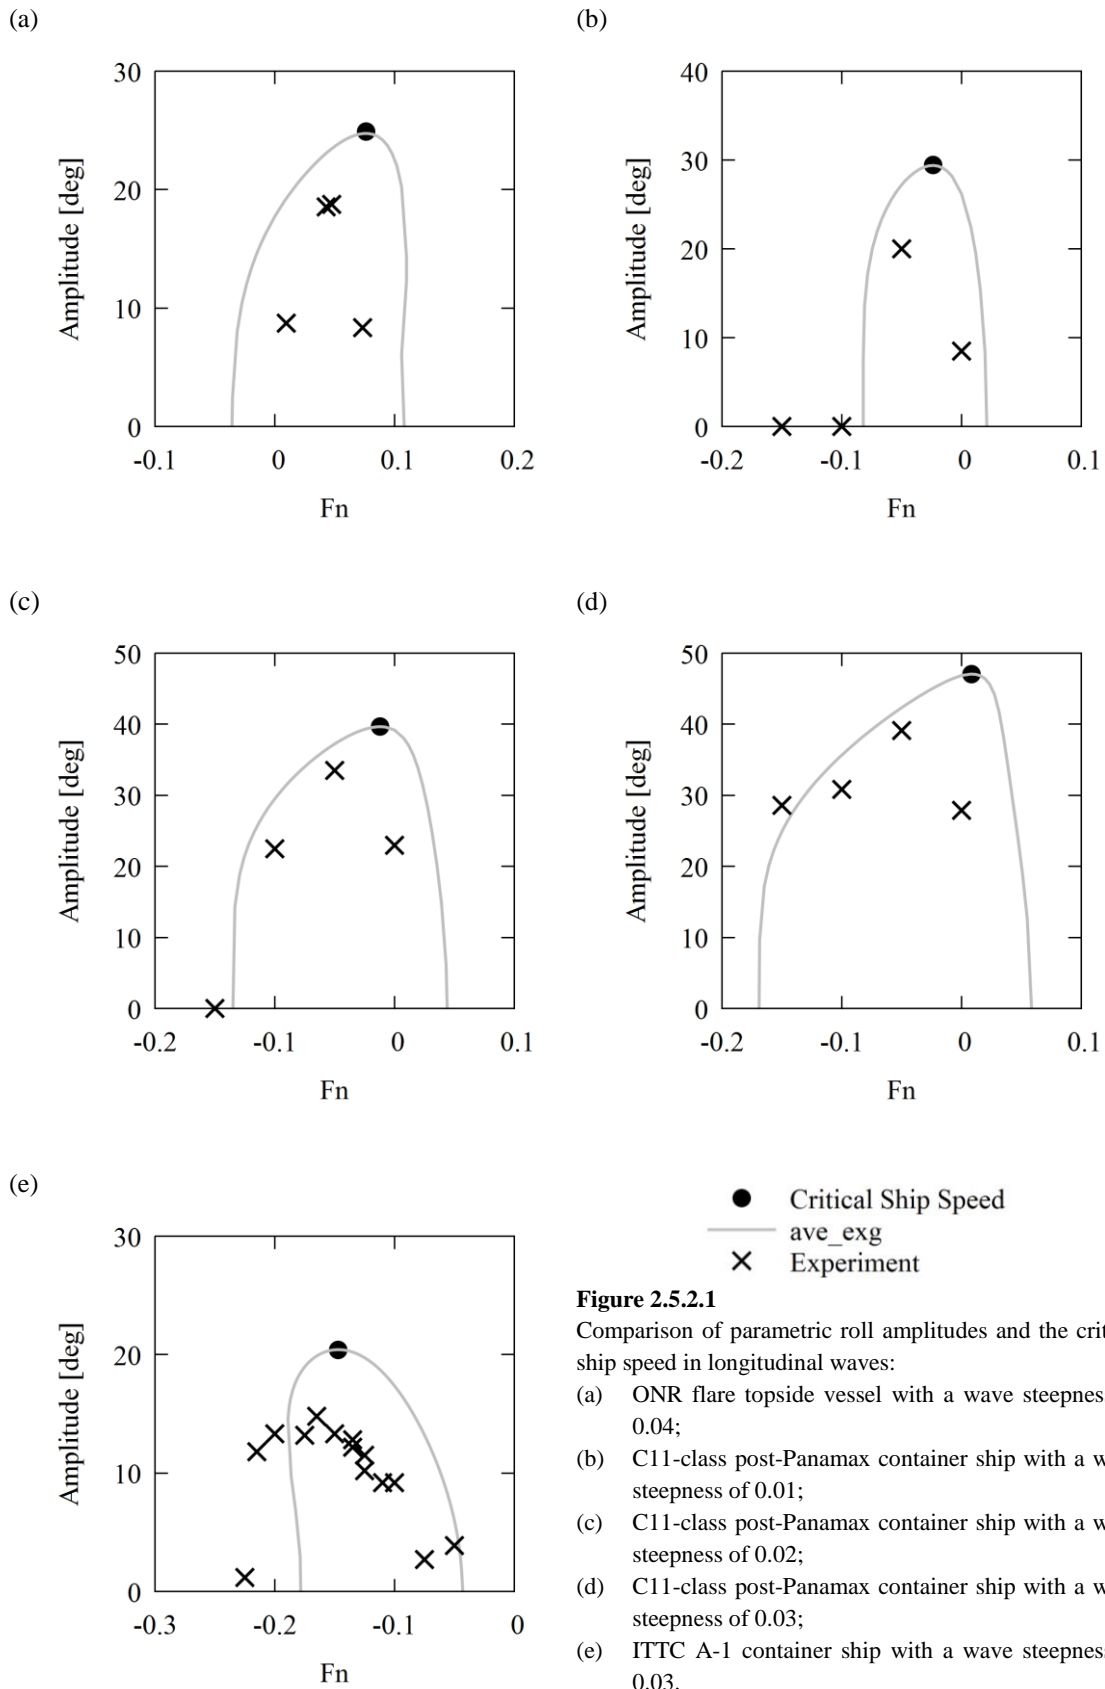 (a)
(b)
30
20
10
0
-0.1
0
0.1
0.2
Amplitude [deg]
Fn
40
30
20
10
0
-0.2
-0.1
0
0.1
Amplitude [deg]
Fn
(c)
(d)
50
40
30
20
10
0
-0.2
-0.1
0
0.1
Amplitude [deg]
Fn
50
40
30
20
10
0
-0.2
-0.1
0
0.1
Amplitude [deg]
Fn
(e)
30
20
10
0
-0.3
-0.2
-0.1
0
Amplitude [deg]
Fn
Critical Ship Speed
ave_exg
Experiment
Figure 2.5.2.1
Comparison of parametric roll amplitudes and the crit
ship speed in longitudinal waves:
(a) ONR flare topside vessel with a wave steepness
0.04;
(b) C11-class post-Panamax container ship with a w
steepness of 0.01;
(c) C11-class post-Panamax container ship with a w
steepness of 0.02;
(d) C11-class post-Panamax container ship with a w
steepness of 0.03;
(e) ITTC A-1 container ship with a wave steepness
0.03.